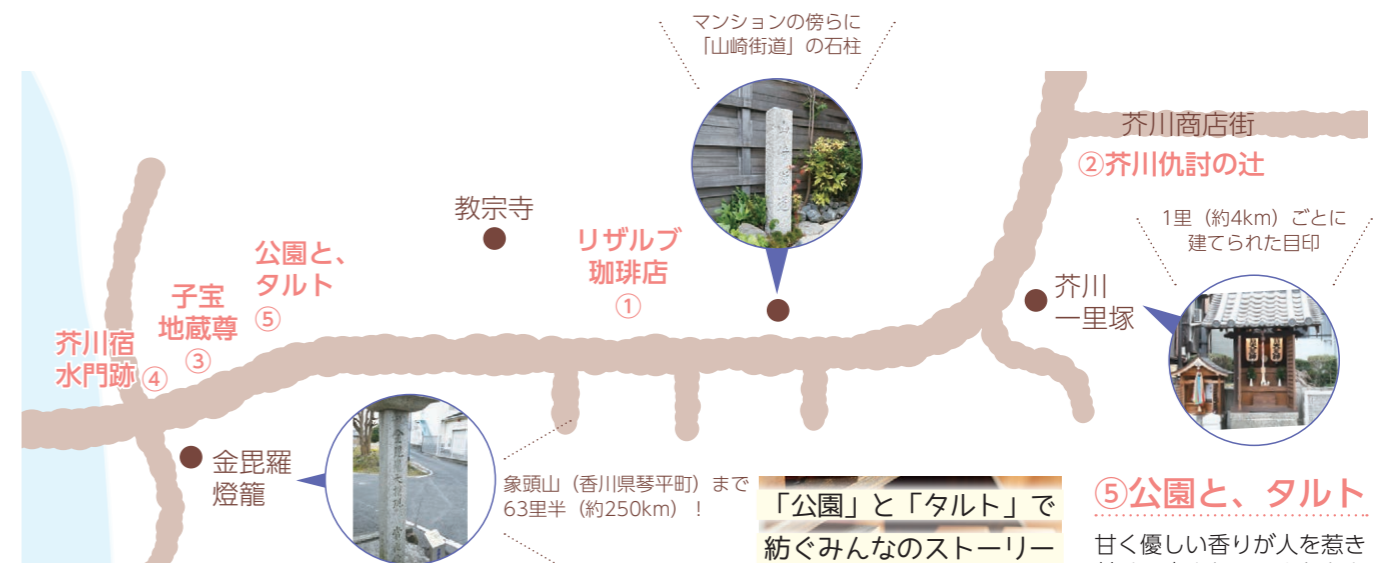 マンションの傍らに
「山崎街道」の石柱
芥川商店街
②芥川仇討の辻
1里（約4km）ごとに
建てられた目印
教宗寺
リザルブ
珈琲店
①
公園と、
タルト
⑤
子宝
地蔵尊
③
芥川宿
水門跡
④
芥川
一里塚
金毘羅
燈籠
象頭山（香川県琴平町）まで
63里半（約250km）！
「公園」と「タルト」で
紡ぐみんなのストーリー
⑤公園と、タルト
甘く優しい香りが人を惹き